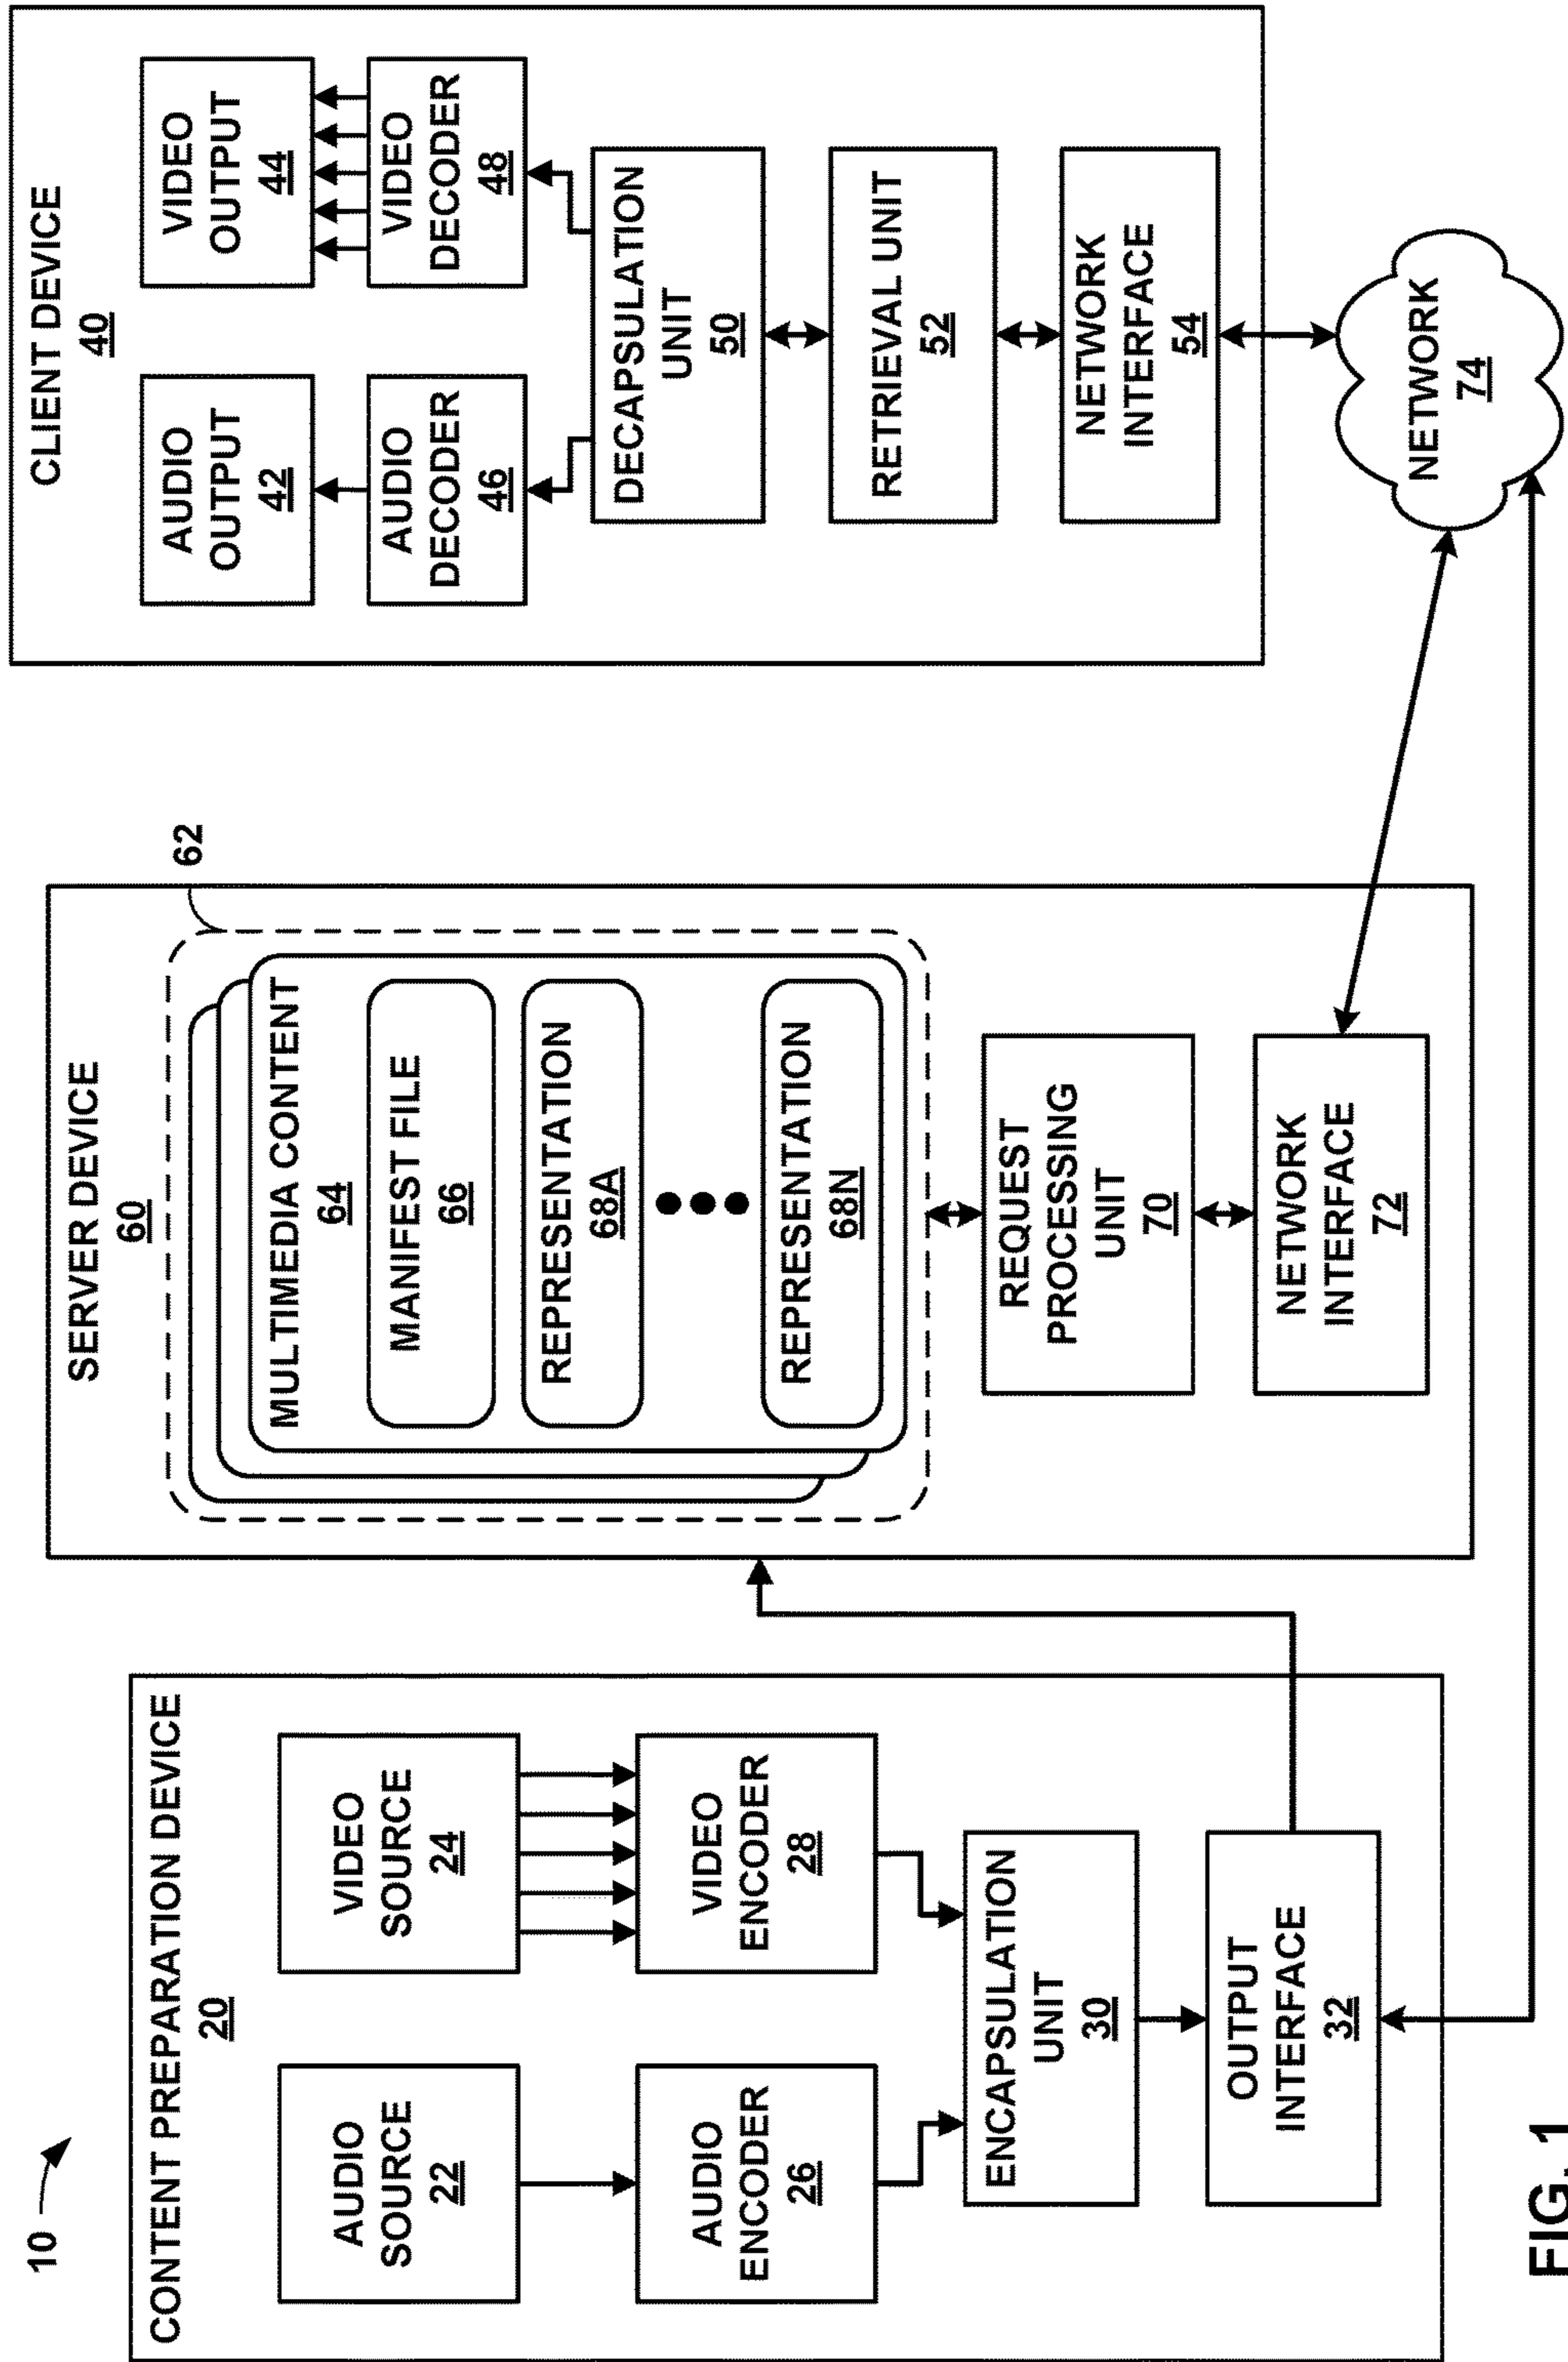 10
CONTENT PREPARATION DEVICE
20
AUDIO
SOURCE
22
VIDEO
SOURCE
24
AUDIO
ENCODER
26
VIDEO
ENCODER
28
ENCAPSULATION
UNIT
30
OUTPUT
INTERFACE
32
SERVER DEVICE
60
62
MULTIMEDIA CONTENT
64
MANIFEST FILE
66
REPRESENTATION
68A
REPRESENTATION
68N
REQUEST
PROCESSING
UNIT
70
NETWORK
INTERFACE
72
CLIENT DEVICE
40
AUDIO
OUTPUT
42
VIDEO
OUTPUT
44
AUDIO
DECODER
46
VIDEO
DECODER
48
DECAPSULATION
UNIT
50
RETRIEVAL UNIT
52
NETWORK
INTERFACE
54
NETWORK
74
FIG. 1